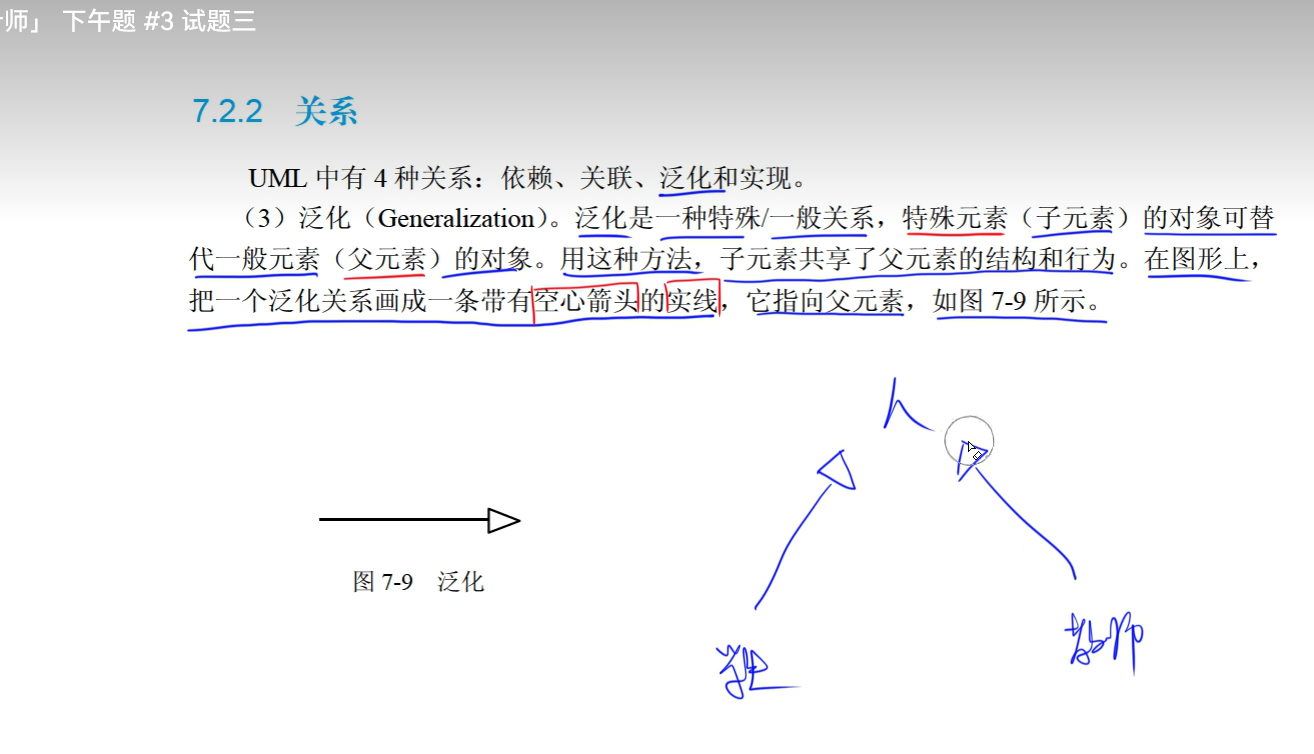 师」 下午题 #3 试题三
7.2.2 关系
UML 中有 4 种关系：依赖、关联、泛化和实现。
（3）泛化（Generalization）。泛化是一种特殊/一般关系，特殊元素（子元素）的对象可替
代一般元素（父元素）的对象。用这种方法，子元素共享了父元素的结构和行为。在图形上，
把一个泛化关系画成一条带有空心箭头的实线，它指向父元素，如图 7-9 所示。
人
图 7-9 泛化
学生
教师